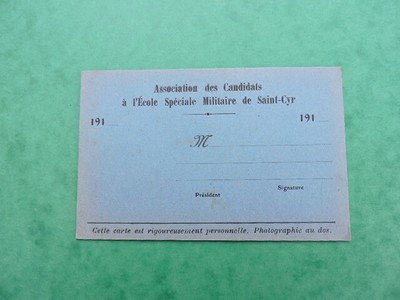 Association des Candidats
à l'École Spéciale Militaire de Saint-Cyr
191 191
M
Signature
Président
Cette carte est rigoureusement personnelle. Photographie au dos.